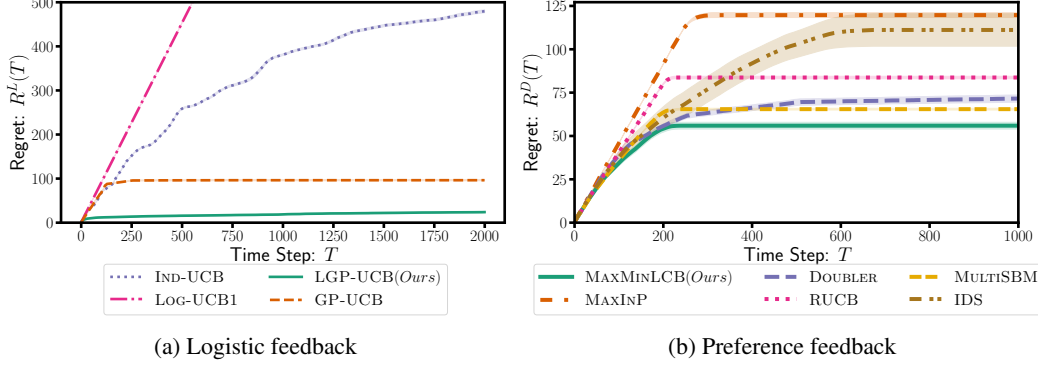 500
400
300
200
100
0
Regret: R^L(T)
0 250 500 750 1000 1250 1500 1750 2000
Time Step: T
IND-UCB LGP-UCB(Ours)
LOG-UCB1 GP-UCB
(a) Logistic feedback
125
100
75
50
25
0
Regret: R^D(T)
0 200 400 600 800 1000
Time Step: T
MAXMINLCB(Ours) DOUBLER MULTISBM
MAXINP RUCB IDS
(b) Preference feedback